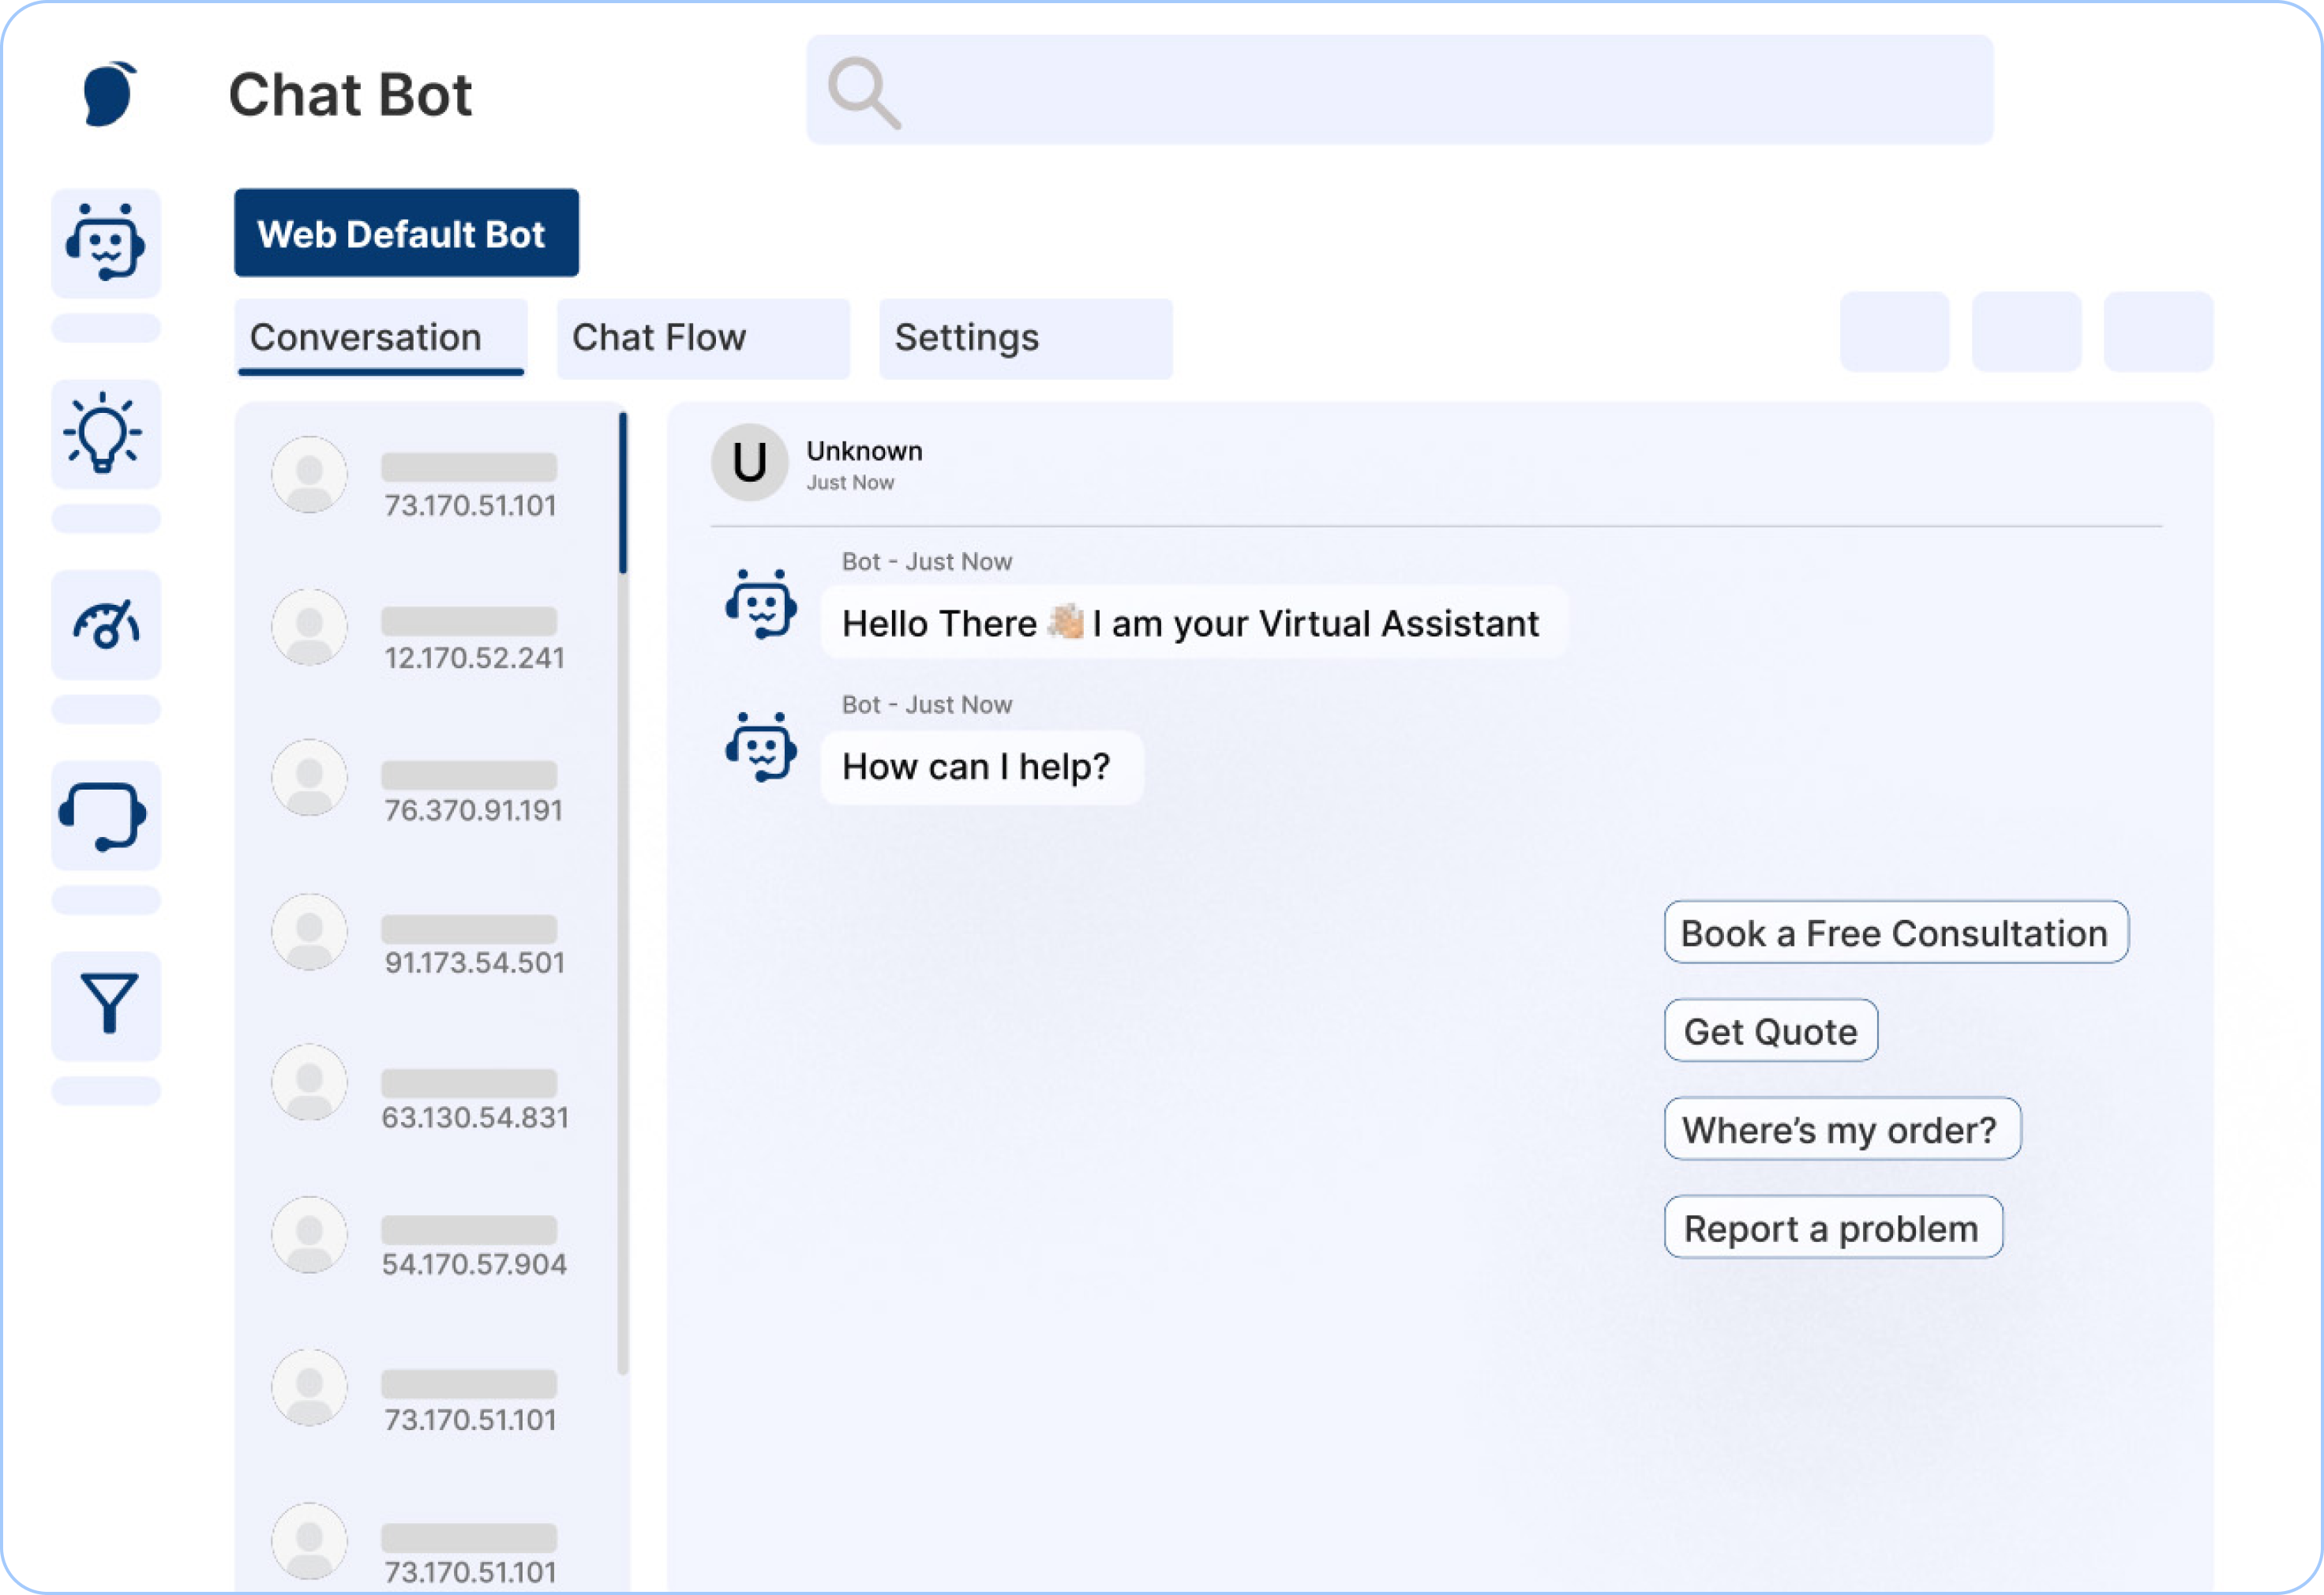 Chat Bot
Web Default Bot
Conversation
Chat Flow
Settings
73.170.51.101
12.170.52.241
76.370.91.191
91.173.54.501
63.130.54.831
54.170.57.904
73.170.51.101
73.170.51.101
U
Unknown
Just Now
Bot - Just Now
Hello There 👋🏼 I am your Virtual Assistant
Bot - Just Now
How can I help?
Book a Free Consultation
Get Quote
Where’s my order?
Report a problem